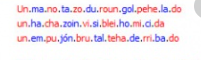 Un.ma.no.ta.zo.du.roun.gol.pehe.la.do
un.ha.cha.zoin.vi.si.blei.ho.mi.ci.da
Un.em.pu.jón.bru.tal.teha.de.rri.ba.do